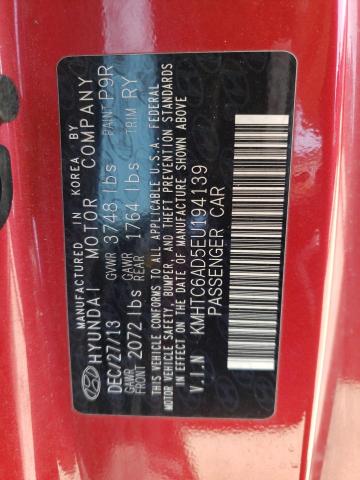 MANUFACTURED IN KOREA BY
HYUNDAI MOTOR COMPANY
DEC/27/13 GVWR 3748 lbs PAINT P9R
GAWR FRONT 2072 lbs GAWR REAR 1764 lbs TRIM RY
THIS VEHICLE CONFORMS TO ALL APPLICABLE U.S.A. FEDERAL
MOTOR VEHICLE SAFETY, BUMPER, AND THEFT PREVENTION STANDARDS
IN EFFECT ON THE DATE OF MANUFACTURE SHOWN ABOVE
V.I.N KMHTC6AD5EU194139
PASSENGER CAR